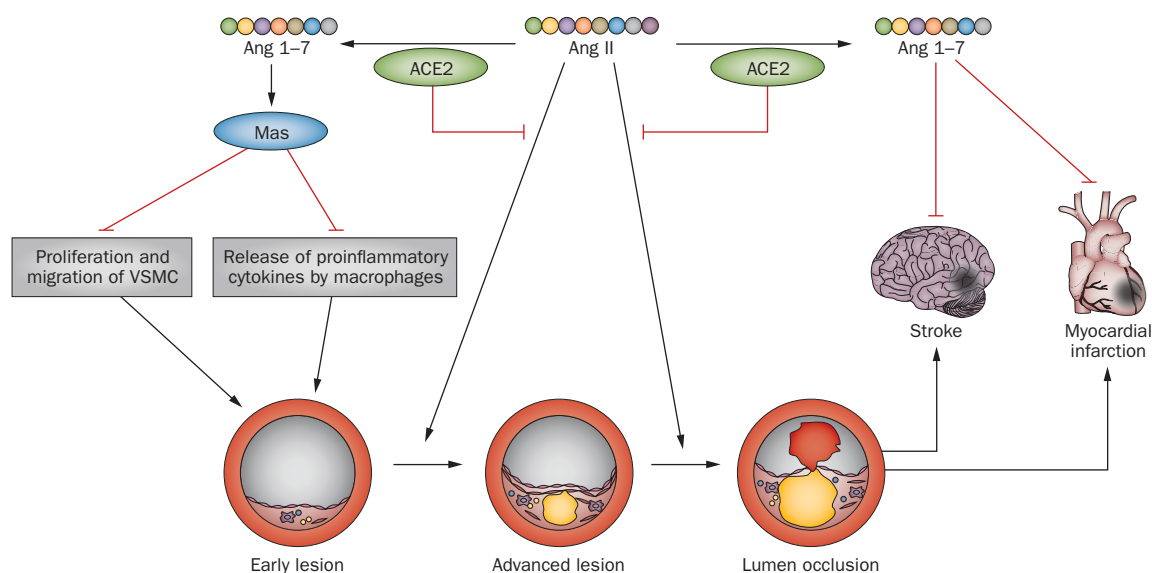 Ang 1–7
Ang II
Ang 1–7
ACE2
ACE2
Mas
Proliferation and
migration of VSMC
Release of proinflammatory
cytokines by macrophages
Stroke
Myocardial
infarction
Early lesion
Advanced lesion
Lumen occlusion